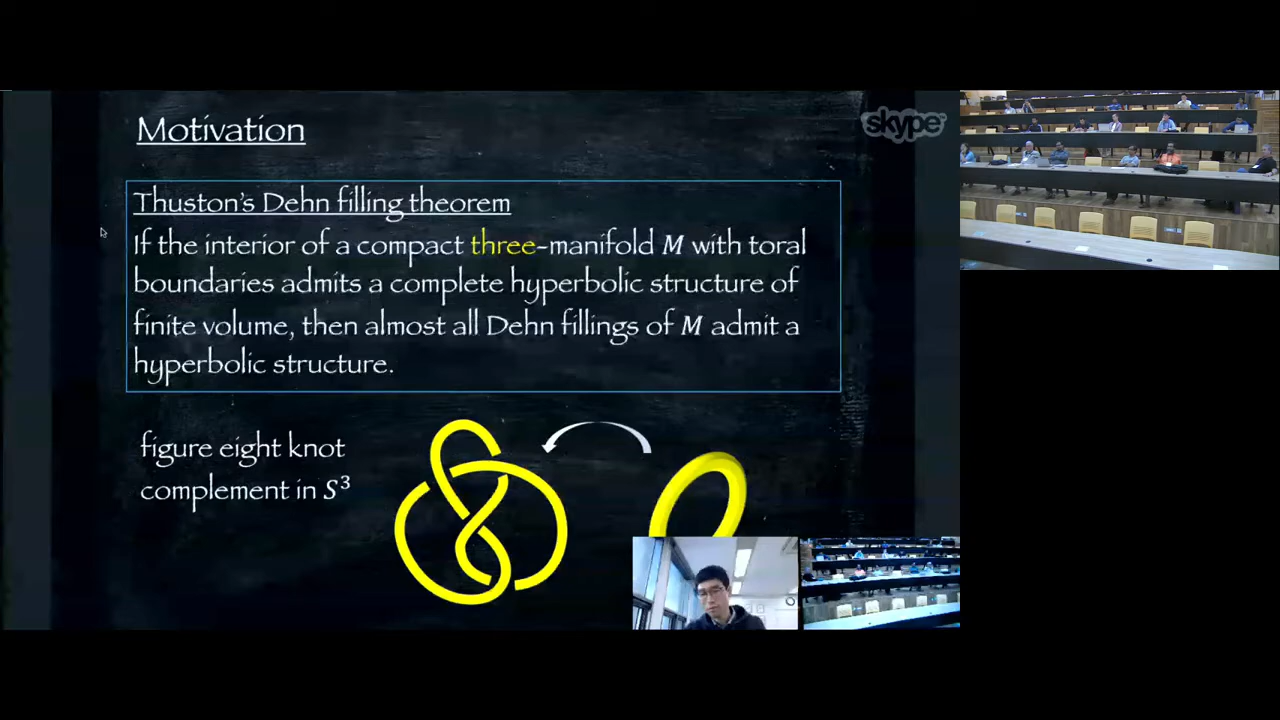 Motivation
skype
Thuston's Dehn filling theorem
If the interior of a compact three-manifold M with toral
boundaries admits a complete hyperbolic structure of
finite volume, then almost all Dehn fillings of M admit a
hyperbolic structure.
figure eight knot
complement in S³